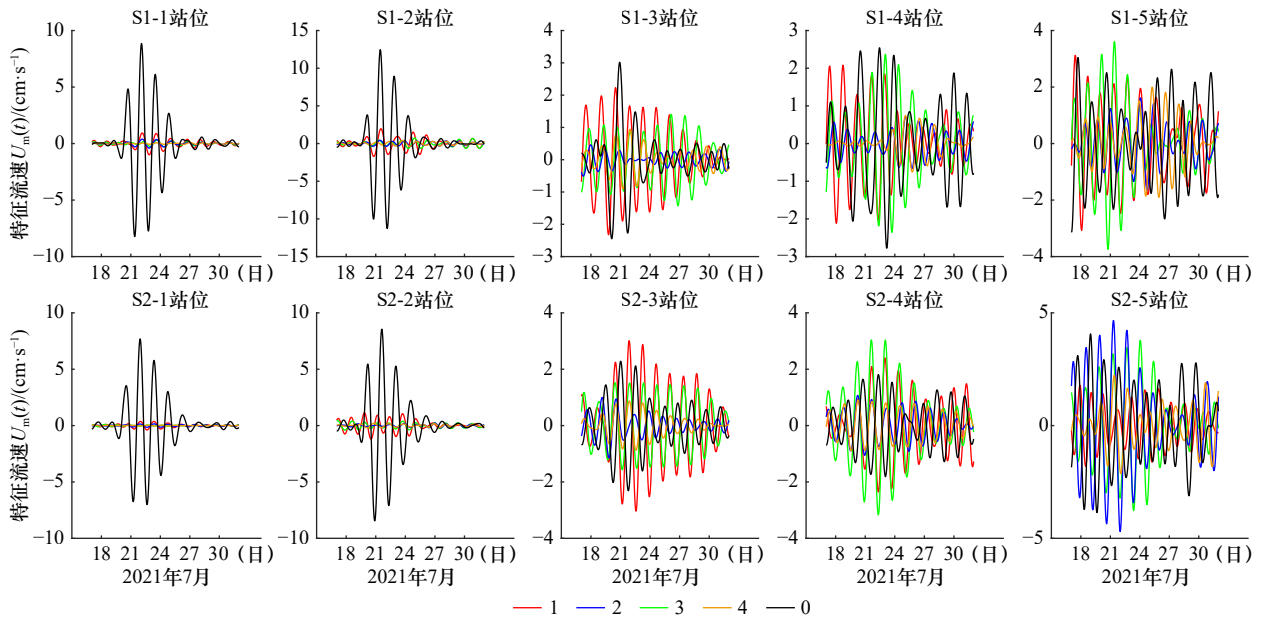 S1-1站位 S1-2站位 S1-3站位 S1-4站位 S1-5站位
特征流速Um(t)/(cm·s⁻¹)
10 5 0 −5 −10
15 10 5 0 −5 −10 −15
4 3 2 1 0 −1 −2 −3
3 2 1 0 −1 −2 −3
4 2 0 −2 −4
18 21 24 27 30 (日) 18 21 24 27 30 (日) 18 21 24 27 30 (日) 18 21 24 27 30 (日) 18 21 24 27 30 (日)
S2-1站位 S2-2站位 S2-3站位 S2-4站位 S2-5站位
特征流速Um(t)/(cm·s⁻¹)
10 5 0 −5 −10
10 5 0 −5 −10
4 2 0 −2 −4
4 2 0 −2 −4
5 0 −5
18 21 24 27 30 (日) 18 21 24 27 30 (日) 18 21 24 27 30 (日) 18 21 24 27 30 (日) 18 21 24 27 30 (日)
2021年7月 2021年7月 2021年7月 2021年7月 2021年7月
1 2 3 4 0